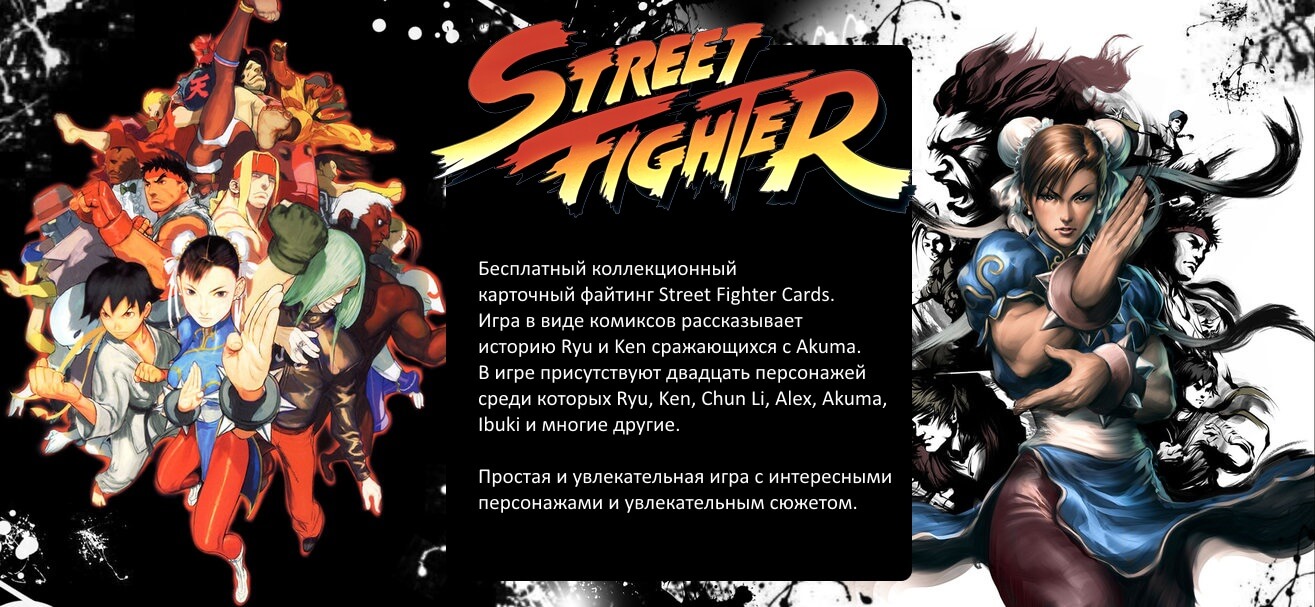 STREET
FIGHTER
Бесплатный коллекционный
карточный файтинг Street Fighter Cards.
Игра в виде комиксов рассказывает
историю Ryu и Ken сражающихся с Akuma.
В игре присутствуют двадцать персонажей
среди которых Ryu, Ken, Chun Li, Alex, Akuma,
Ibuki и многие другие.
Простая и увлекательная игра с интересными
персонажами и увлекательным сюжетом.
天